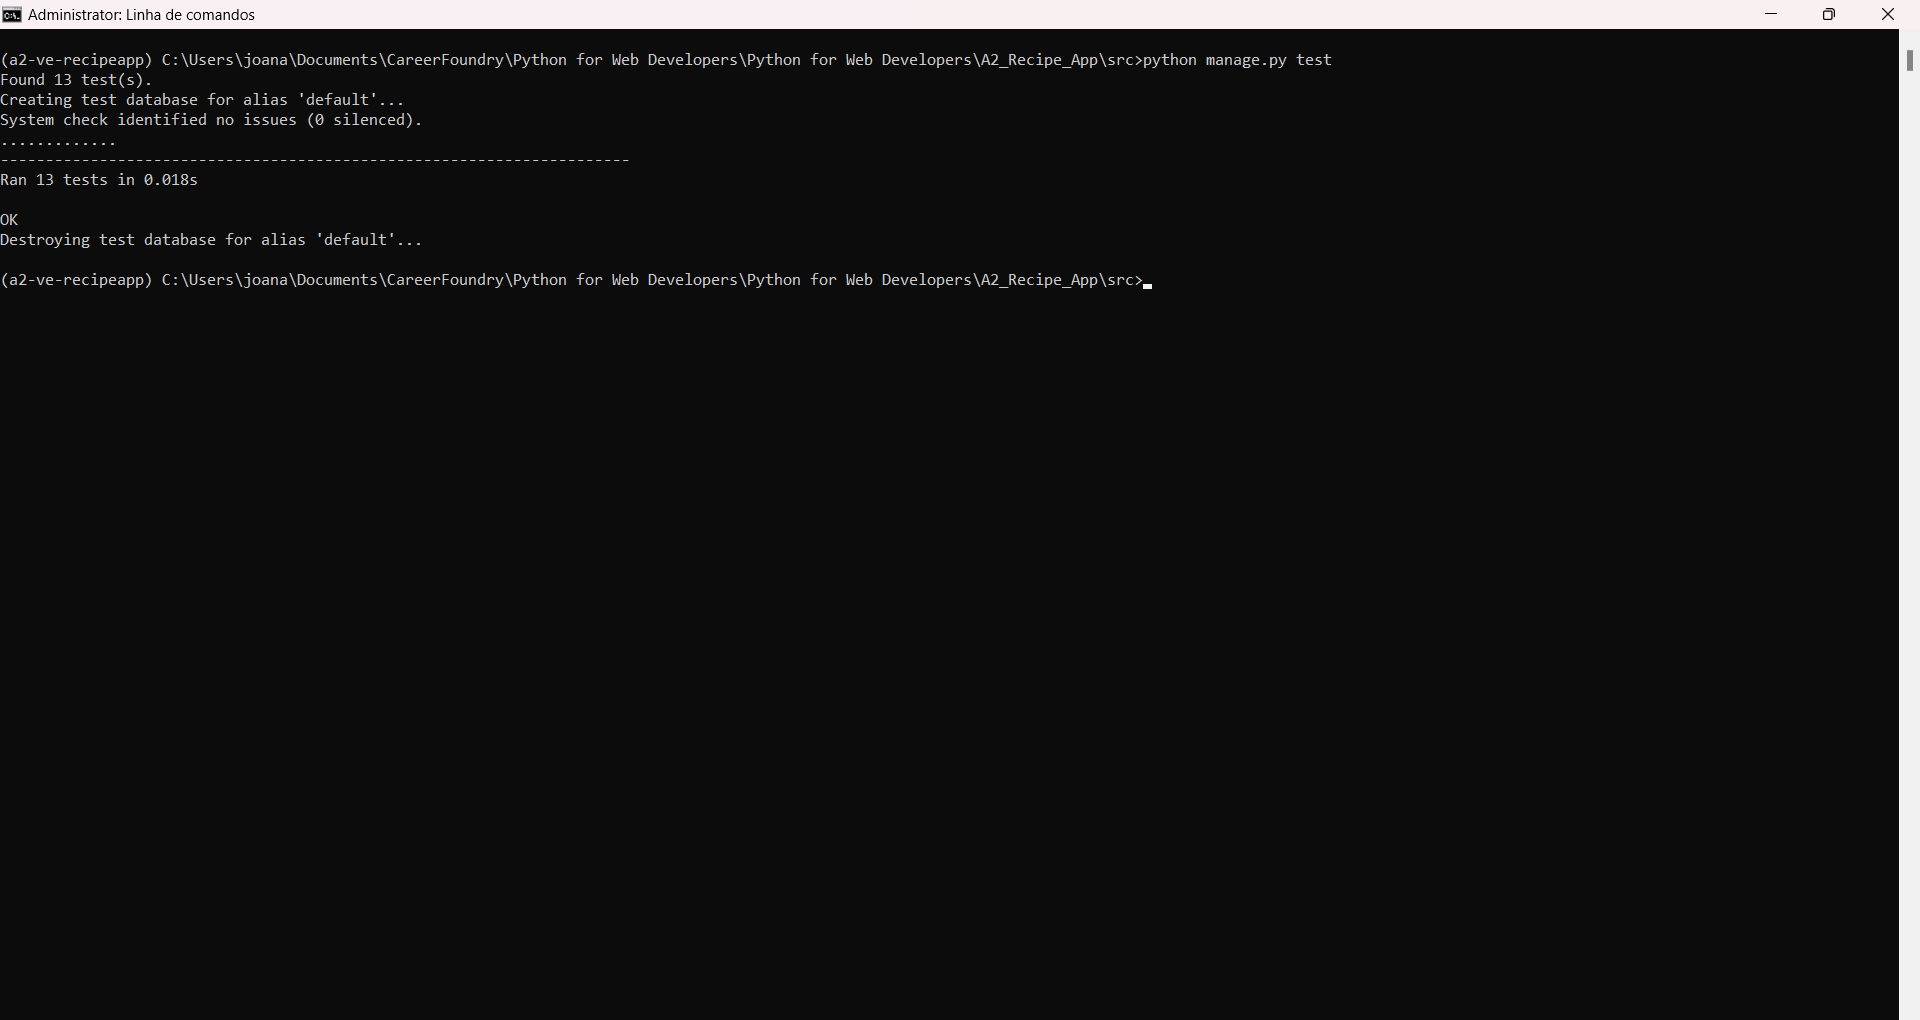 Administrator: Linha de comandos
(a2-ve-recipeapp) C:\Users\joana\Documents\CareerFoundry\Python for Web Developers\Python for Web Developers\A2_Recipe_App\src>python manage.py test
Found 13 test(s).
Creating test database for alias 'default'...
System check identified no issues (0 silenced).
.............
----------------------------------------------------------------------
Ran 13 tests in 0.018s
OK
Destroying test database for alias 'default'...
(a2-ve-recipeapp) C:\Users\joana\Documents\CareerFoundry\Python for Web Developers\Python for Web Developers\A2_Recipe_App\src>